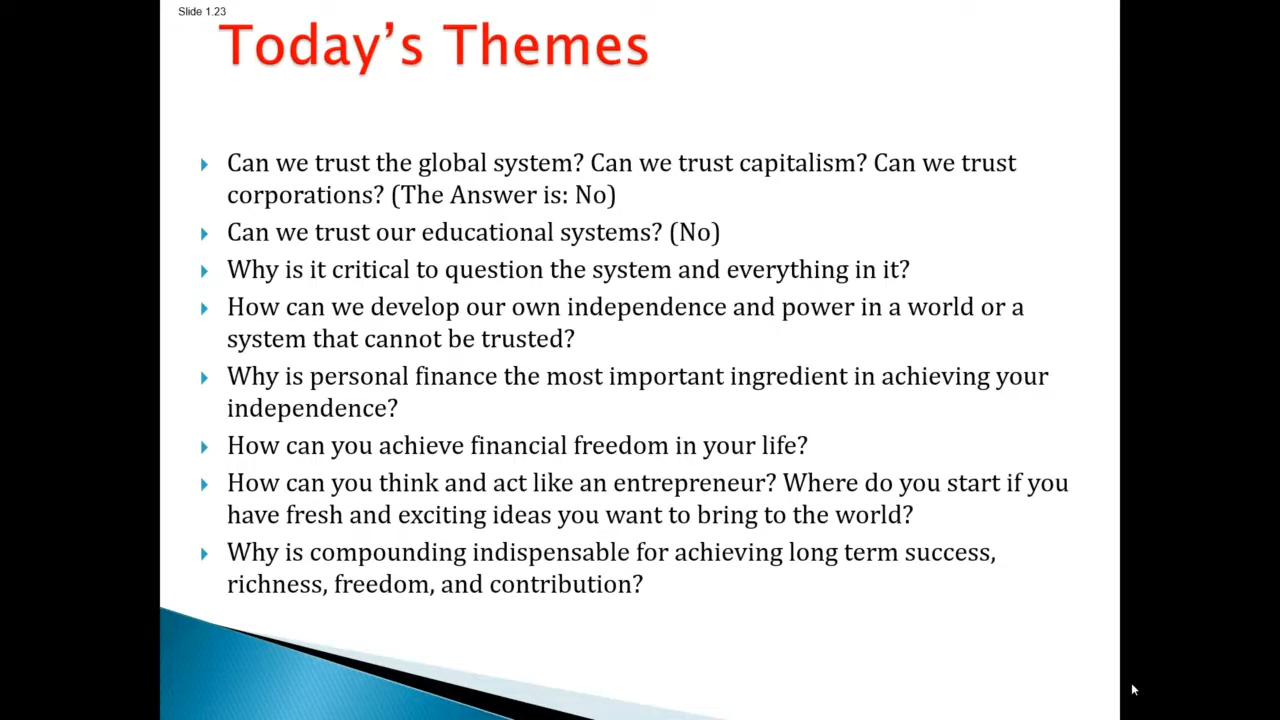 Slide 1.23
Today’s Themes
Can we trust the global system? Can we trust capitalism? Can we trust
corporations? (The Answer is: No)
Can we trust our educational systems? (No)
Why is it critical to question the system and everything in it?
How can we develop our own independence and power in a world or a
system that cannot be trusted?
Why is personal finance the most important ingredient in achieving your
independence?
How can you achieve financial freedom in your life?
How can you think and act like an entrepreneur? Where do you start if you
have fresh and exciting ideas you want to bring to the world?
Why is compounding indispensable for achieving long term success,
richness, freedom, and contribution?